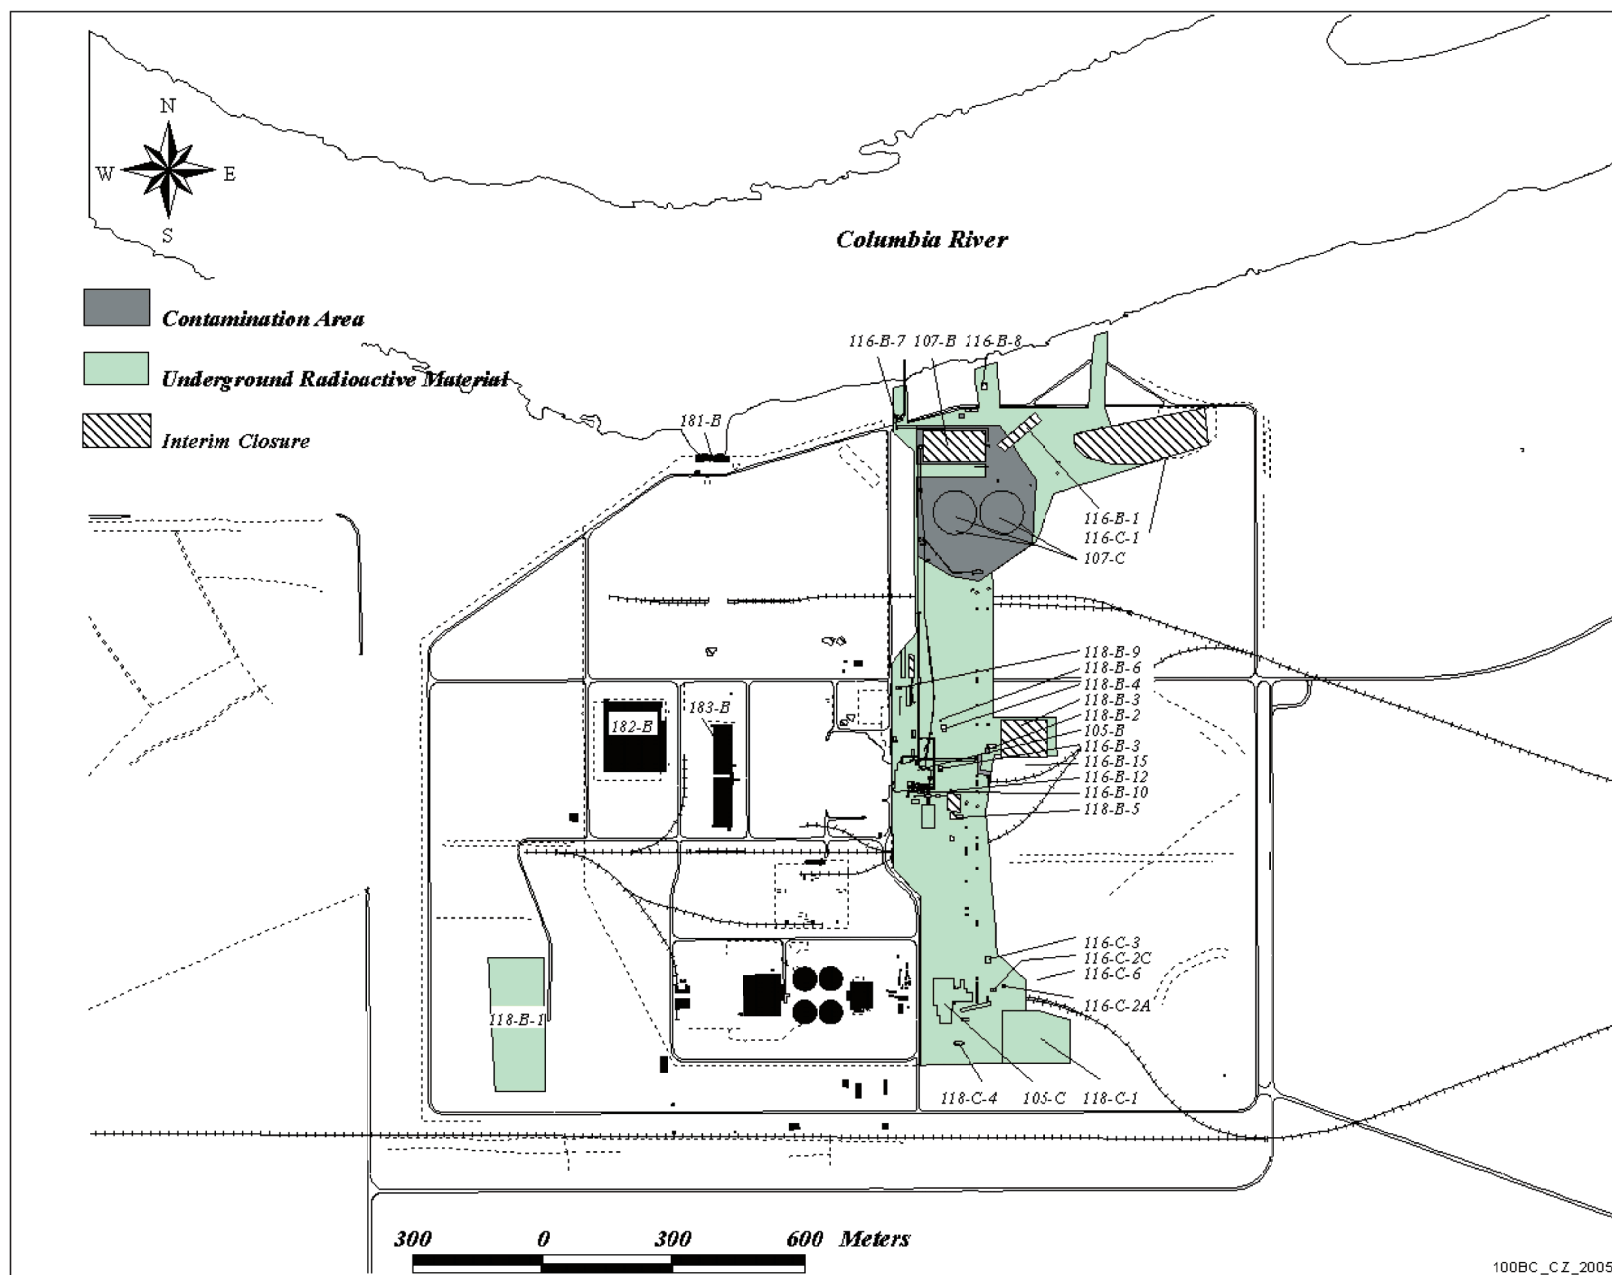 N
W E
S
Columbia River
Contamination Area
Underground Radioactive Material
Interim Closure
116-B-7 107-B 116-B-8
181-B
116-B-1
116-C-1
107-C
118-B-9
118-B-6
118-B-4
118-B-3
118-B-2
105-B
116-B-3
116-B-15
116-B-12
116-B-10
118-B-5
182-B
183-B
116-C-3
116-C-2C
116-C-6
116-C-2A
118-B-1
118-C-4 105-C 118-C-1
300 0 300 600 Meters
100BC_CZ_2005